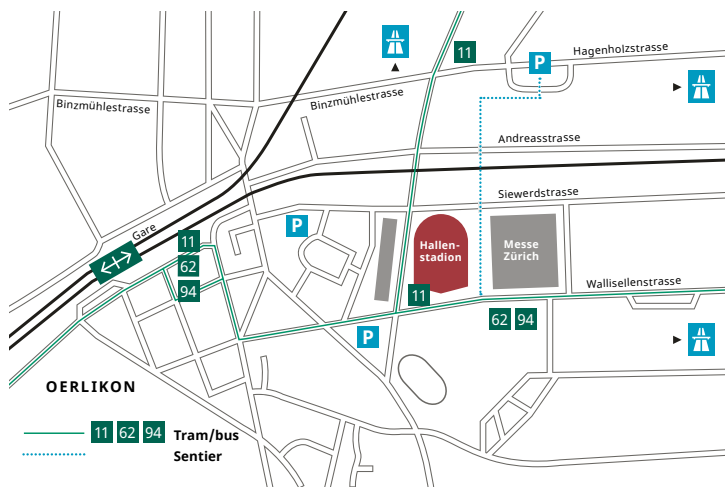 11
P
Hagenholzstrasse
Binzmühlestrasse
Binzmühlestrasse
Andreasstrasse
Siewerdstrasse
Gare
P
11
62
94
Hallen-
stadion
Messe
Zürich
Wallisellenstrasse
11
62 94
P
OERLIKON
11 62 94 Tram/bus
Sentier